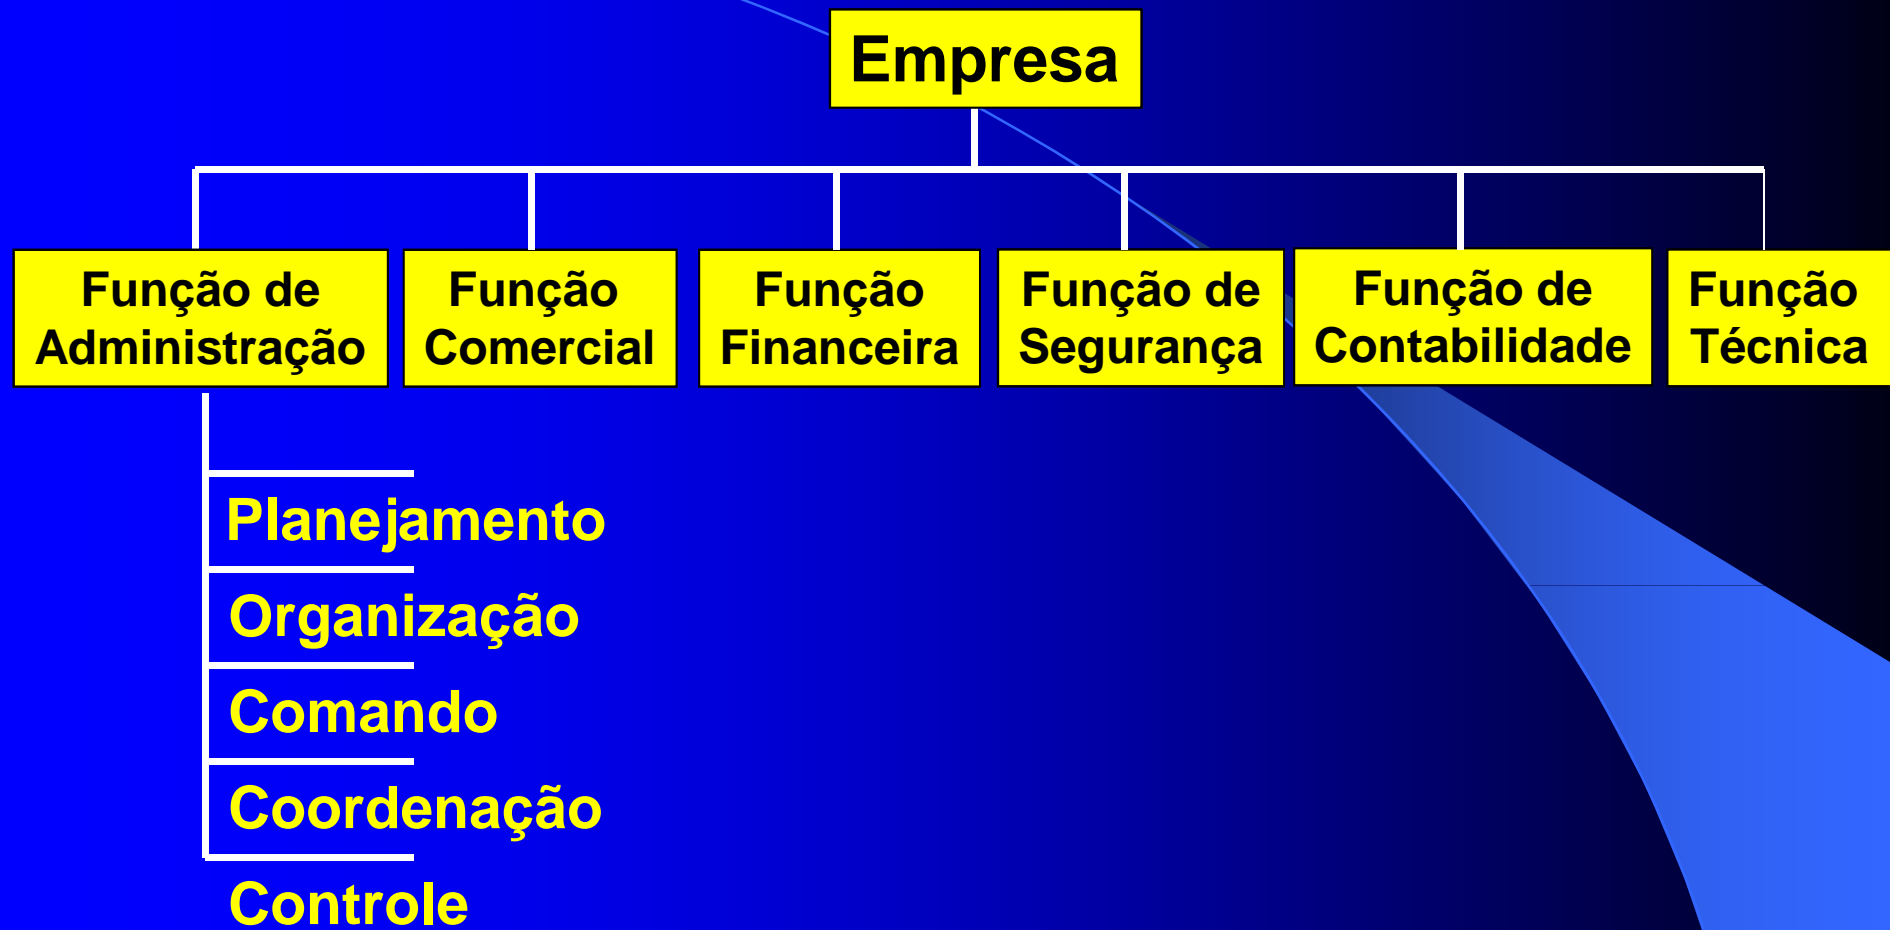 Empresa
Função de
Administração
Função
Comercial
Função
Financeira
Função de
Segurança
Função de
Contabilidade
Função
Técnica
Planejamento
Organização
Comando
Coordenação
Controle